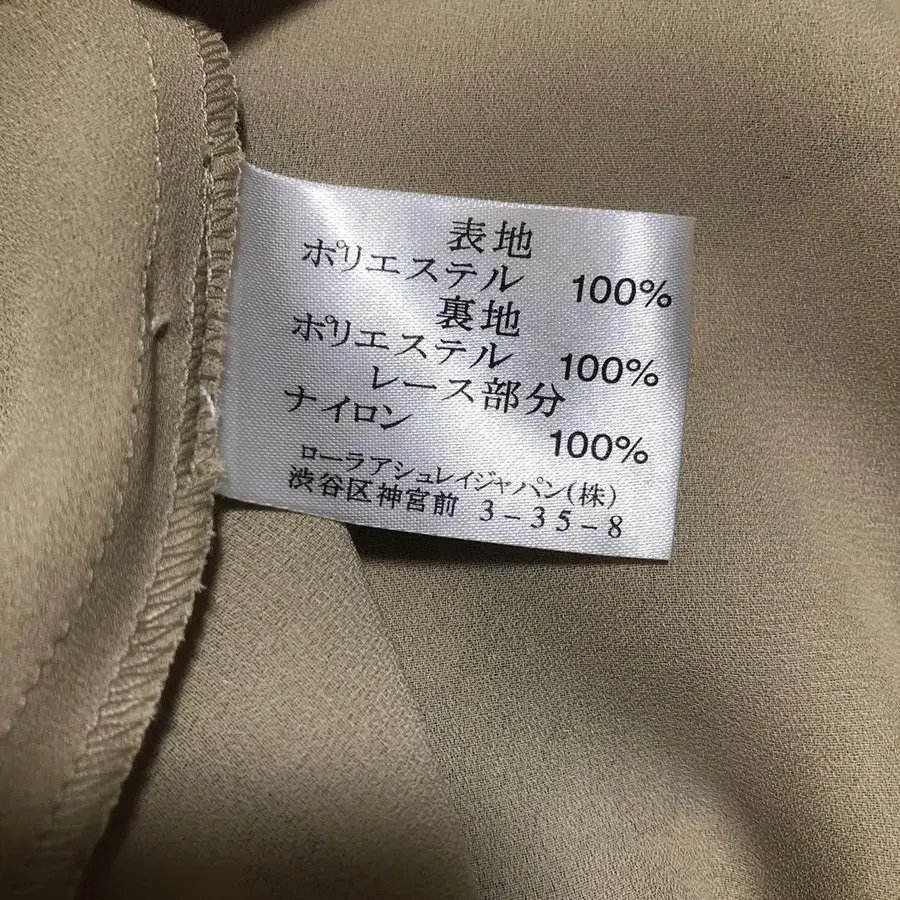 表地
ポリエステル 100%
裏地
ポリエステル 100%
レース部分
ナイロン 100%
ローラアシュレイジャパン(株)
渋谷区神宮前 3-35-8